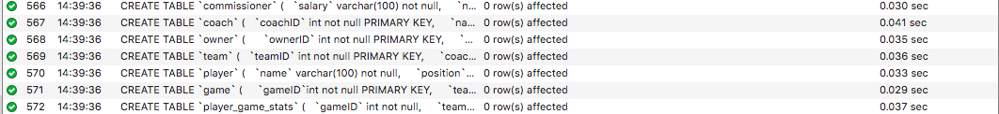 566 14:39:36 CREATE TABLE `commissioner` ( `salary` varchar(100) not null, `n... 0 row(s) affected 0.030 sec
567 14:39:36 CREATE TABLE `coach` ( `coachID` int not null PRIMARY KEY, `na... 0 row(s) affected 0.041 sec
568 14:39:36 CREATE TABLE `owner` ( `ownerID` int not null PRIMARY KEY, `... 0 row(s) affected 0.035 sec
569 14:39:36 CREATE TABLE `team` ( `teamID` int not null PRIMARY KEY, `coac... 0 row(s) affected 0.036 sec
570 14:39:36 CREATE TABLE `player` ( `name` varchar(100) not null, `position`... 0 row(s) affected 0.033 sec
571 14:39:36 CREATE TABLE `game` ( `gameID`int not null PRIMARY KEY, `tea... 0 row(s) affected 0.029 sec
572 14:39:36 CREATE TABLE `player_game_stats` ( `gameID` int not null, `team... 0 row(s) affected 0.037 sec